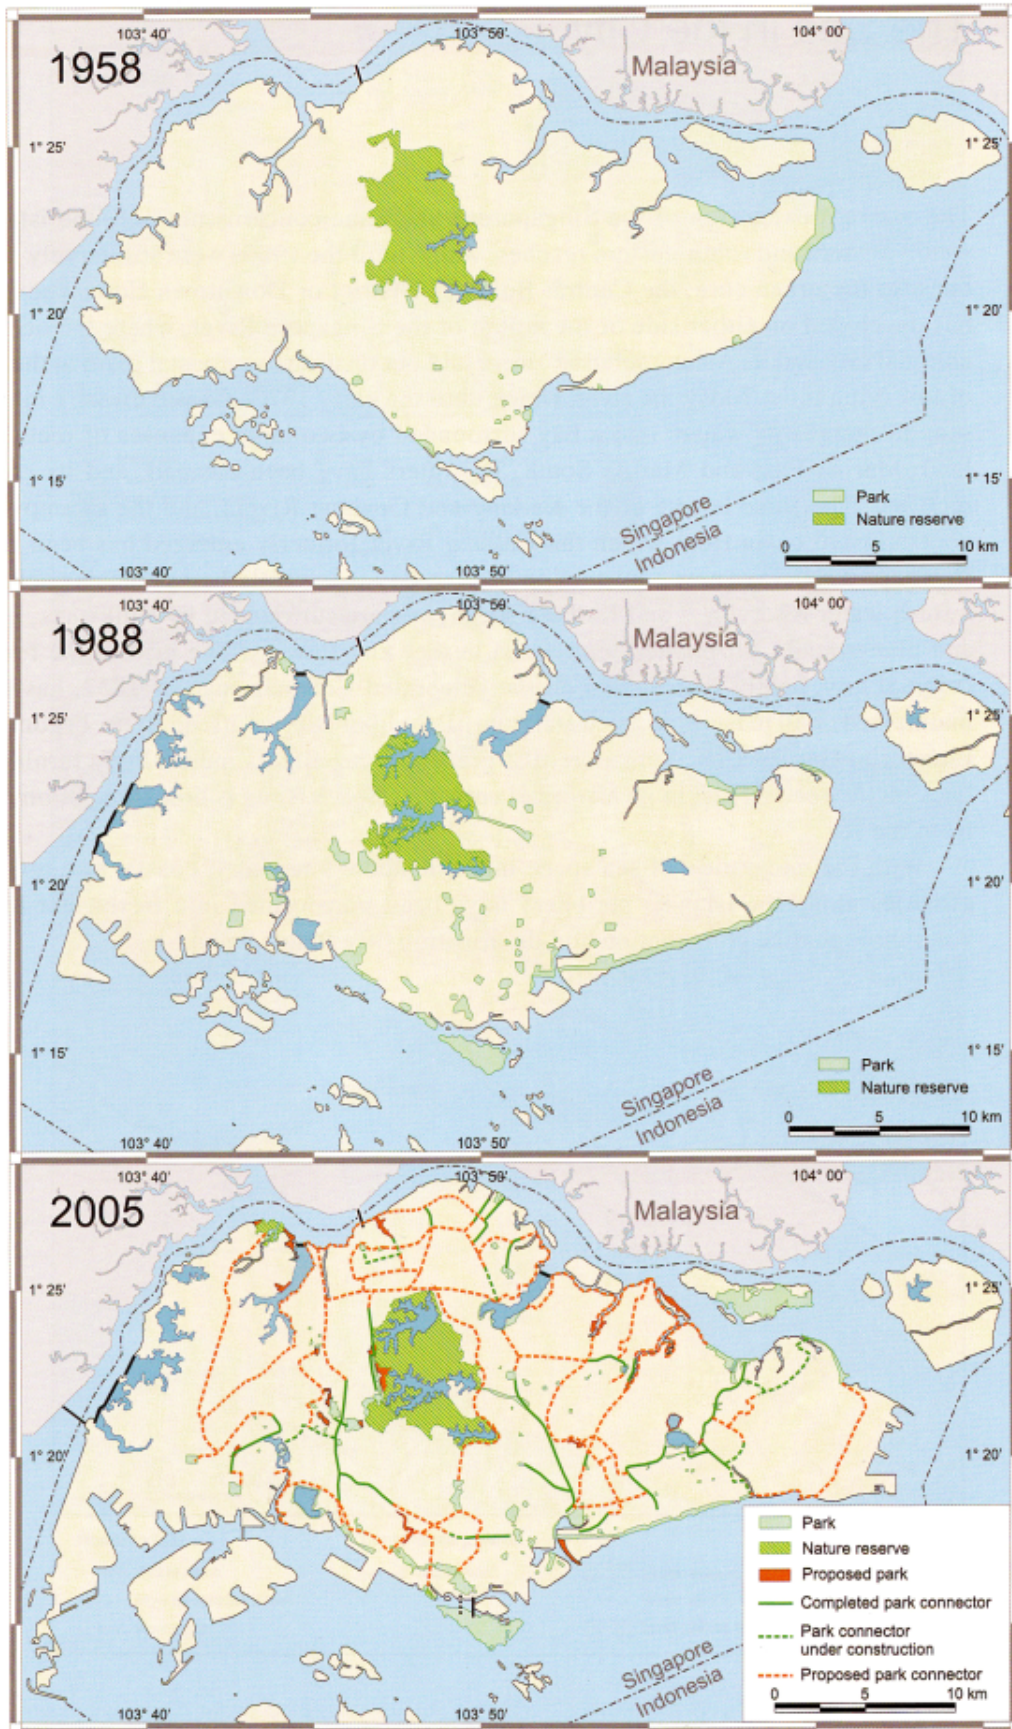 103° 40'
103° 50'
104° 00'
1958
Malaysia
1° 25'
1° 25'
1° 20'
1° 20'
1° 15'
1° 15'
Park
Nature reserve
Singapore
Indonesia
0 5 10 km
103° 40'
103° 50'
103° 40'
103° 50'
104° 00'
1988
Malaysia
1° 25'
1° 25'
1° 20'
1° 20'
1° 15'
1° 15'
Park
Nature reserve
Singapore
Indonesia
0 5 10 km
103° 40'
103° 50'
103° 40'
103° 50'
104° 00'
2005
Malaysia
1° 25'
1° 25'
1° 20'
1° 20'
Park
Nature reserve
Proposed park
Completed park connector
Park connector
under construction
Proposed park connector
1° 15'
Singapore
Indonesia
0 5 10 km
103° 40'
103° 50'